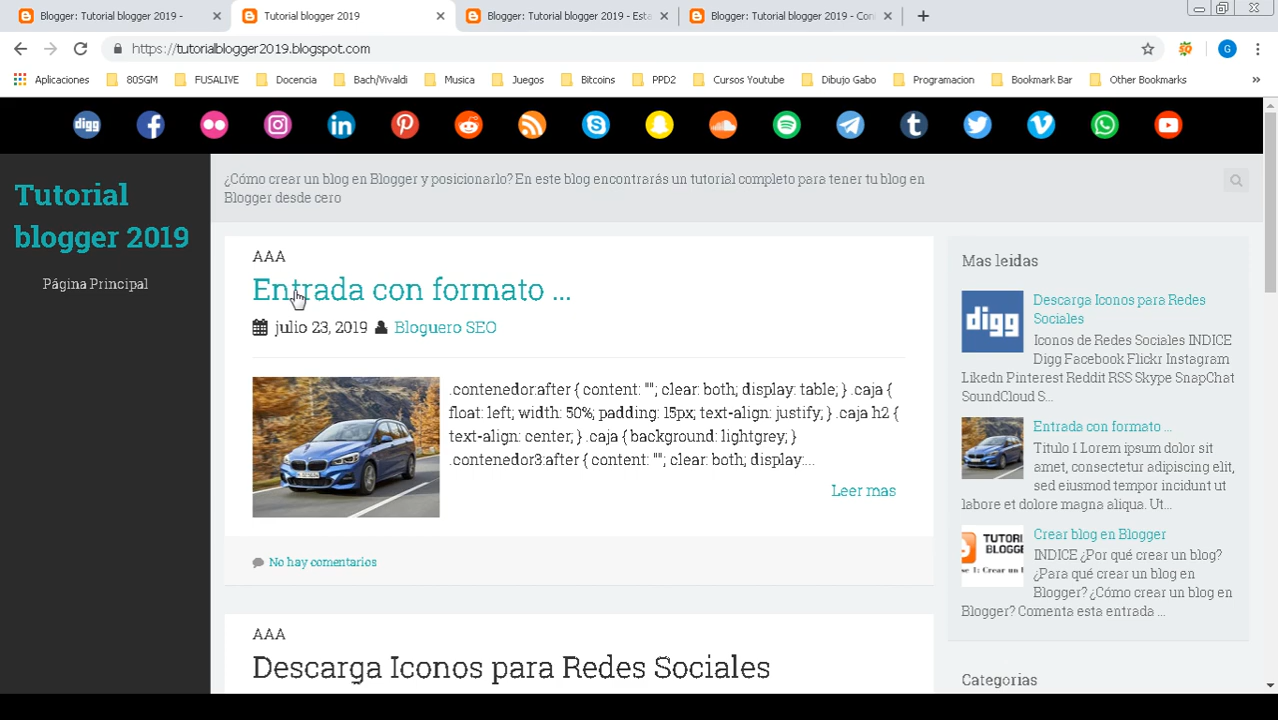 Blogger: Tutorial blogger 2019 -
Tutorial blogger 2019
Blogger: Tutorial blogger 2019 - Esta
Blogger: Tutorial blogger 2019 - Con
https://tutorialblogger2019.blogspot.com
G
Aplicaciones
80SGM
FUSALIVE
Docencia
Bach/Vivaldi
Musica
Juegos
Bitcoins
PPD2
Cursos Youtube
Dibujo Gabo
Programacion
Bookmark Bar
Other Bookmarks
digg
in
Tutorial
blogger 2019
Página Principal
¿Cómo crear un blog en Blogger y posicionarlo? En este blog encontrarás un tutorial completo para tener tu blog en
Blogger desde cero
AAA
Entrada con formato ...
julio 23, 2019 Bloguero SEO
.contenedor:after { content: ""; clear: both; display: table; } .caja {
float: left; width: 50%; padding: 15px; text-align: justify; } .caja h2 {
text-align: center; } .caja { background: lightgrey; }
.contenedor3:after { content: ""; clear: both; display:...
Leer mas
No hay comentarios
AAA
Descarga Iconos para Redes Sociales
Mas leidas
digg
Descarga Iconos para Redes
Sociales
Iconos de Redes Sociales INDICE
Digg Facebook Flickr Instagram
Likedn Pinterest Reddit RSS Skype SnapChat
SoundCloud S...
Entrada con formato ...
Titulo 1 Lorem ipsum dolor sit
amet, consectetur adipiscing elit,
sed eiusmod tempor incidunt ut
labore et dolore magna aliqua. Ut...
TUTORI
BLOGGE
se 1: Crear un
Crear blog en Blogger
INDICE ¿Por qué crear un blog?
¿Para qué crear un blog en
Blogger? ¿Cómo crear un blog en
Blogger? Comenta esta entrada ...
Categorias